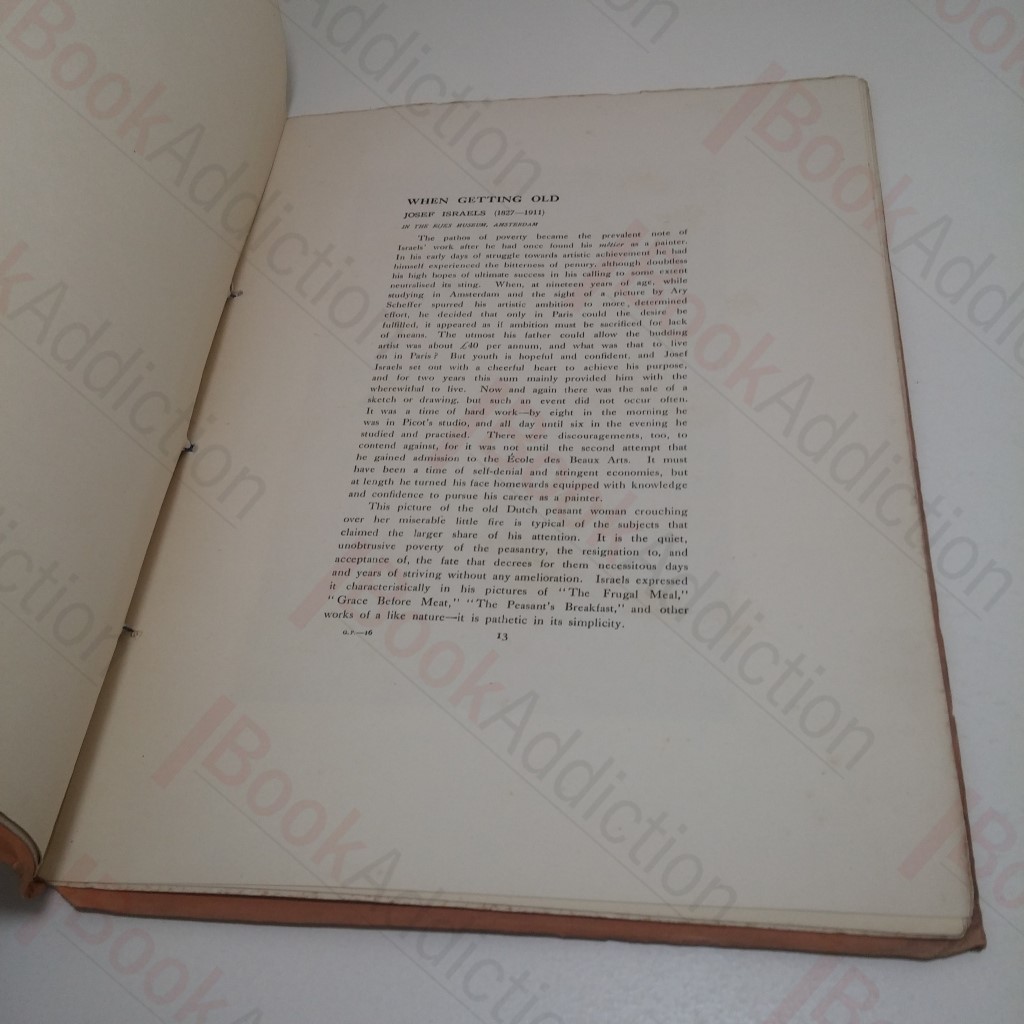 WHEN GETTING OLD
JOSEF ISRAELS (1827—1911)
IN THE RIJKS MUSEUM, AMSTERDAM
The pathos of poverty became the prevalent note of
Israels' work after he had once found his métier as a painter.
In his early days of struggle towards artistic achievement he had
himself experienced the bitterness of penury, although doubtless
his high hopes of ultimate success in his calling to some extent
neutralised its sting. When, at nineteen years of age, while
studying in Amsterdam and the sight of a picture by Ary
Scheffer spurred his artistic ambition to more determined
effort, he decided that only in Paris could the desire be
fulfilled, it appeared as if ambition must be sacrificed for lack
of means. The utmost his father could allow the budding
artist was about £40 per annum, and what was that to live
on in Paris? But youth is hopeful and confident, and Josef
Israels set out with a cheerful heart to achieve his purpose,
and for two years this sum mainly provided him with the
wherewithal to live. Now and again there was the sale of a
sketch or drawing, but such an event did not occur often.
It was a time of hard work—by eight in the morning he
was in Picot's studio, and all day until six in the evening he
studied and practised. There were discouragements, too, to
contend against, for it was not until the second attempt that
he gained admission to the École des Beaux Arts. It must
have been a time of self-denial and stringent economies, but
at length he turned his face homewards equipped with knowledge
and confidence to pursue his career as a painter.
This picture of the old Dutch peasant woman crouching
over her miserable little fire is typical of the subjects that
claimed the larger share of his attention. It is the quiet,
unobtrusive poverty of the peasantry, the resignation to, and
acceptance of, the fate that decrees for them necessitous days
and years of striving without any amelioration. Israels expressed
it characteristically in his pictures of "The Frugal Meal,"
"Grace Before Meat," "The Peasant's Breakfast," and other
works of a like nature—it is pathetic in its simplicity.
G.P.—16
13
BookAddiction